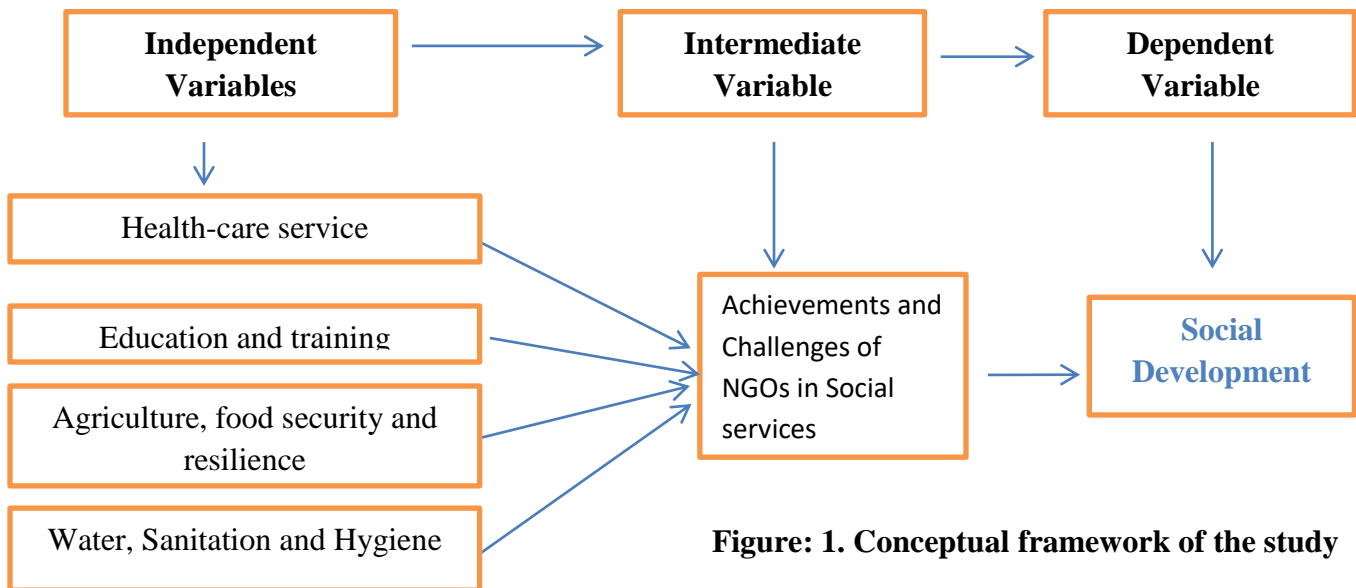 Independent
Variables
Intermediate
Variable
Dependent
Variable
Health-care service
Education and training
Agriculture, food security and
resilience
Water, Sanitation and Hygiene
Achievements and
Challenges of
NGOs in Social
services
Social
Development
Figure: 1. Conceptual framework of the study